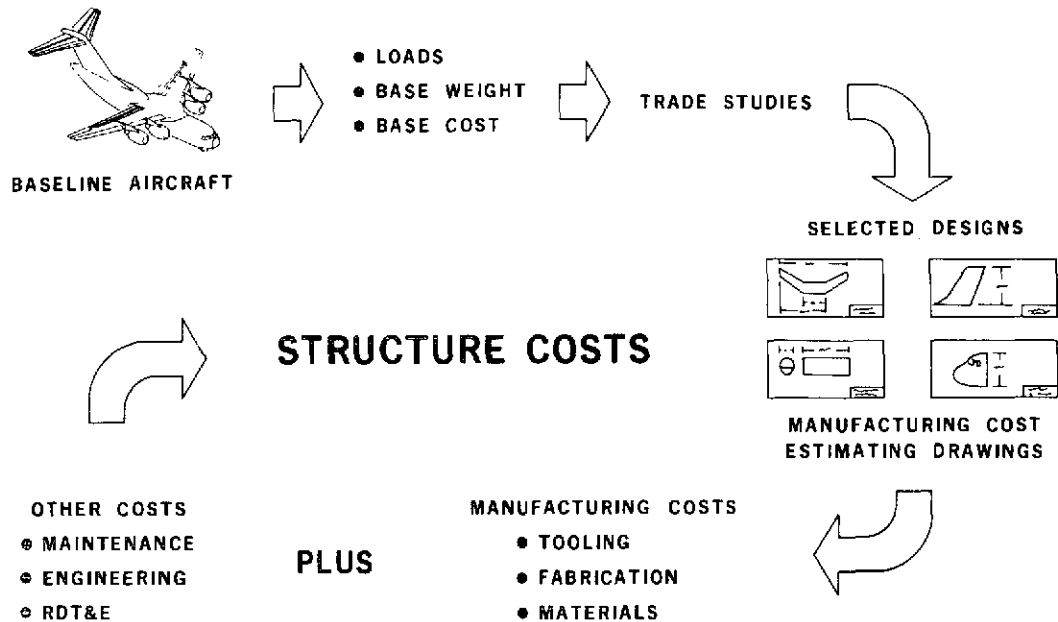 BASELINE AIRCRAFT
● LOADS
● BASE WEIGHT
● BASE COST
TRADE STUDIES
SELECTED DESIGNS
MANUFACTURING COST
ESTIMATING DRAWINGS
STRUCTURE COSTS
OTHER COSTS
● MAINTENANCE
● ENGINEERING
● RDT&E
PLUS
MANUFACTURING COSTS
● TOOLING
● FABRICATION
● MATERIALS